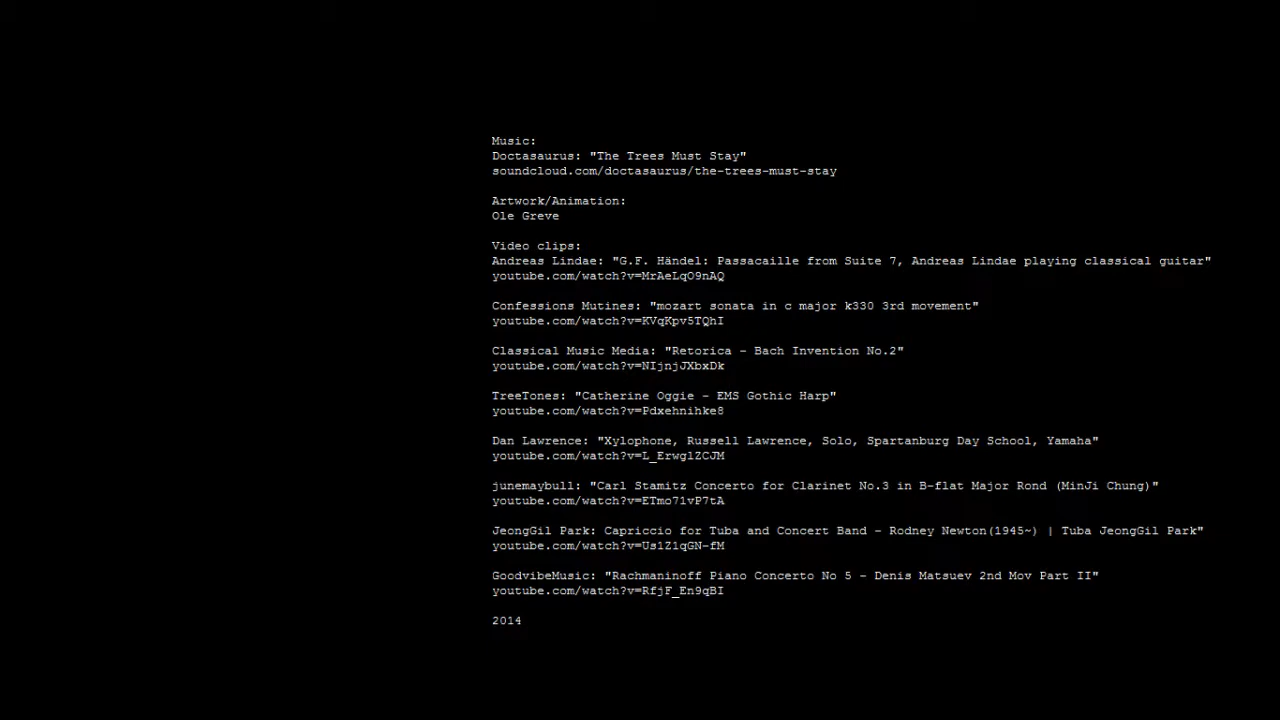 Music:
Doctasaurus: "The Trees Must Stay"
soundcloud.com/doctasaurus/the-trees-must-stay
Artwork/Animation:
Ole Greve
Video clips:
Andreas Lindae: "G.F. Händel: Passacaille from Suite 7, Andreas Lindae playing classical guitar"
youtube.com/watch?v=MrAeLqO9nAQ
Confessions Mutines: "mozart sonata in c major k330 3rd movement"
youtube.com/watch?v=KVqKpv5TQhI
Classical Music Media: "Retorica - Bach Invention No.2"
youtube.com/watch?v=NIjnjJXbxDk
TreeTones: "Catherine Oggie - EMS Gothic Harp"
youtube.com/watch?v=Pdxehnihke8
Dan Lawrence: "Xylophone, Russell Lawrence, Solo, Spartanburg Day School, Yamaha"
youtube.com/watch?v=L_ErwglZCJM
junemaybull: "Carl Stamitz Concerto for Clarinet No.3 in B-flat Major Rond (MinJi Chung)"
youtube.com/watch?v=ETmo71vP7tA
JeongGil Park: Capriccio for Tuba and Concert Band - Rodney Newton(1945~) | Tuba JeongGil Park"
youtube.com/watch?v=Us1Z1qGN-fM
GoodvibeMusic: "Rachmaninoff Piano Concerto No 5 - Denis Matsuev 2nd Mov Part II"
youtube.com/watch?v=RfjF_En9qBI
2014